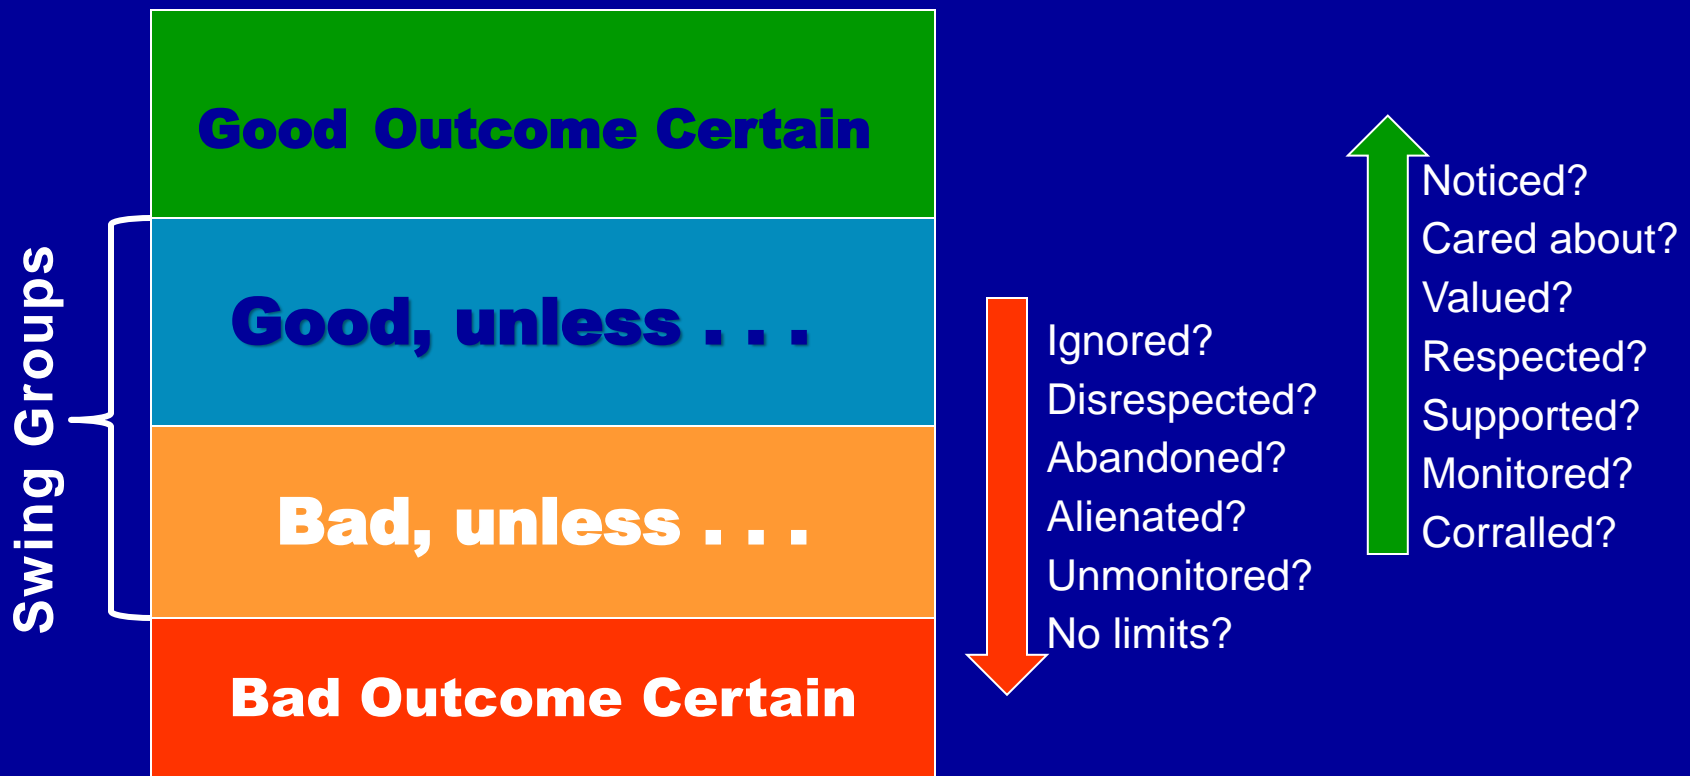 Swing Groups
Good Outcome Certain
Good, unless . . .
Bad, unless . . .
Bad Outcome Certain
Ignored?
Disrespected?
Abandoned?
Alienated?
Unmonitored?
No limits?
Noticed?
Cared about?
Valued?
Respected?
Supported?
Monitored?
Corralled?